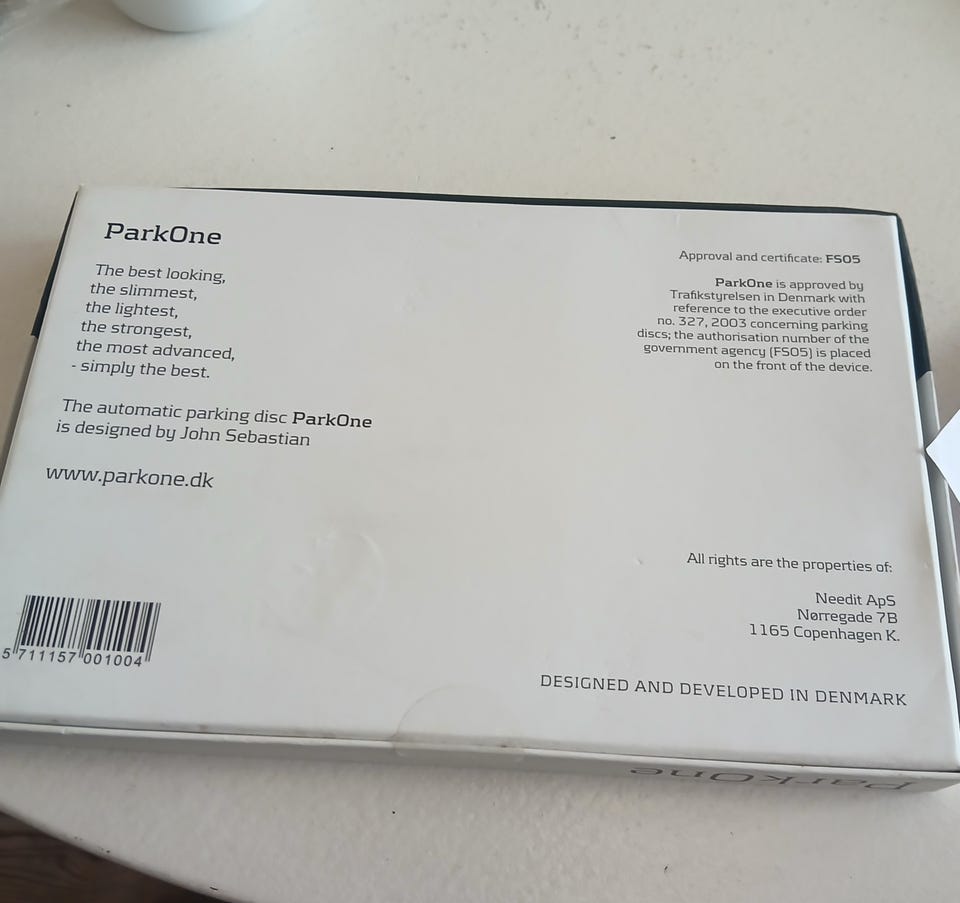 ParkOne
The best looking,
the slimmest,
the lightest,
the strongest,
the most advanced,
- simply the best.
The automatic parking disc ParkOne
is designed by John Sebastian
www.parkone.dk
5 711157 001004
Approval and certificate: FS05
ParkOne is approved by
Trafikstyrelsen in Denmark with
reference to the executive order
no. 327, 2003 concerning parking
discs; the authorisation number of the
government agency (FS05) is placed
on the front of the device.
All rights are the properties of:
Needit ApS
Nørregade 7B
1165 Copenhagen K.
DESIGNED AND DEVELOPED IN DENMARK
ParkOne